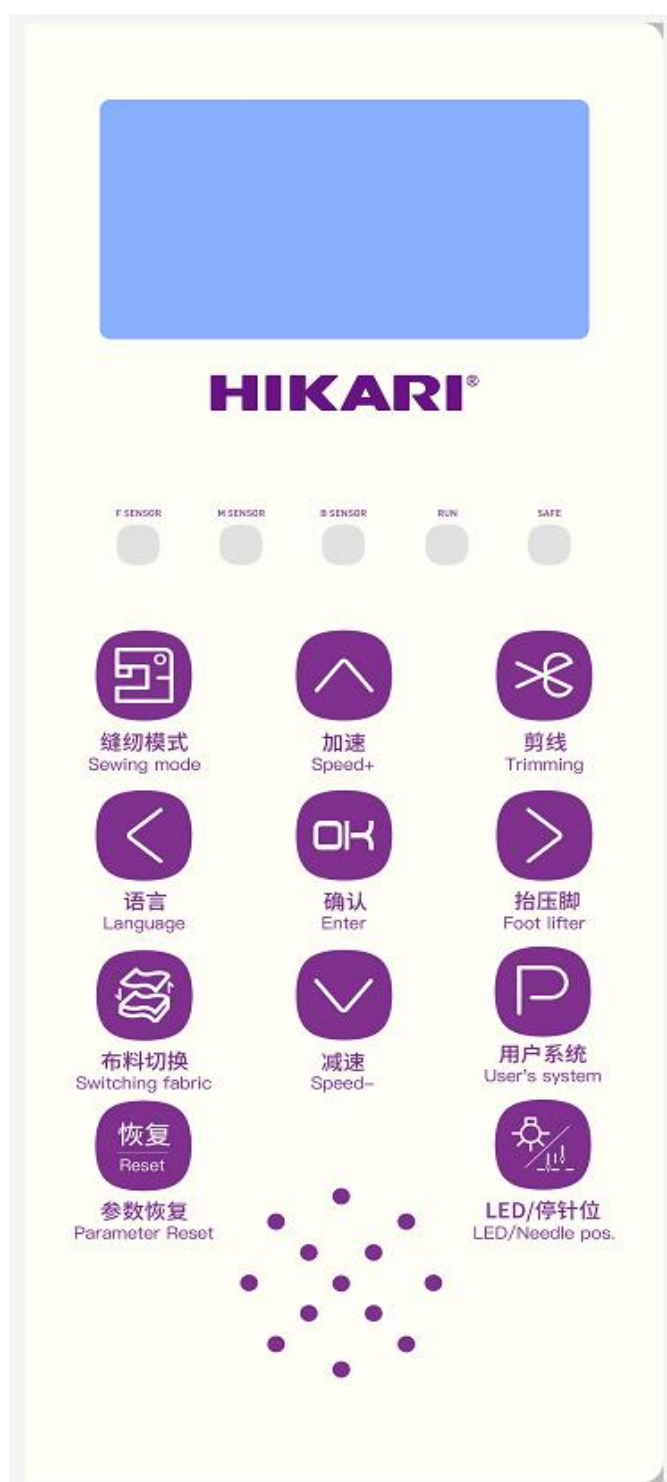 HIKARI®
F SENSOR
M SENSOR
B SENSOR
RUN
SAFE
缝纫模式
Sewing mode
加速
Speed+
剪线
Trimming
OK
语言
Language
确认
Enter
抬压脚
Foot lifter
布料切换
Switching fabric
减速
Speed-
P
用户系统
User's system
恢复
Reset
参数恢复
Parameter Reset
LED/停针位
LED/Needle pos.